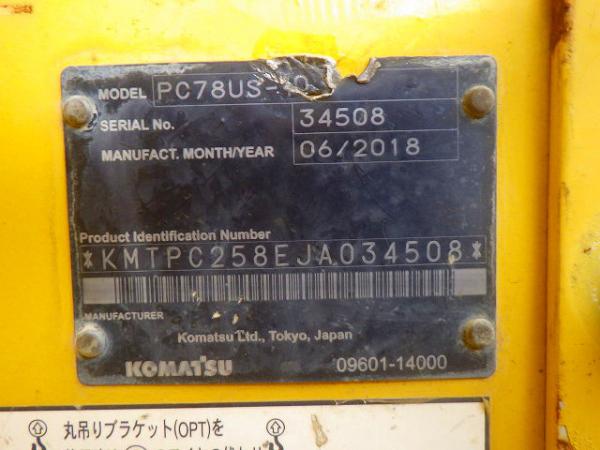 MODEL PC78US-10
SERIAL No. 34508
MANUFACT. MONTH/YEAR 06/2018
Product Identification Number
*KMTPC258EJA034508*
MANUFACTURER
Komatsu Ltd., Tokyo, Japan
KOMATSU 09601-14000
丸吊りブラケット(OPT)を